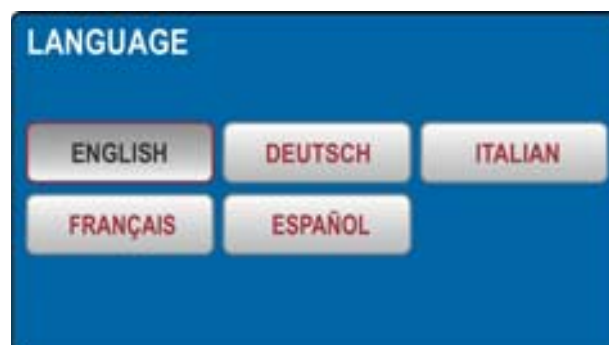 LANGUAGE
ENGLISH DEUTSCH ITALIAN
FRANÇAIS ESPAÑOL